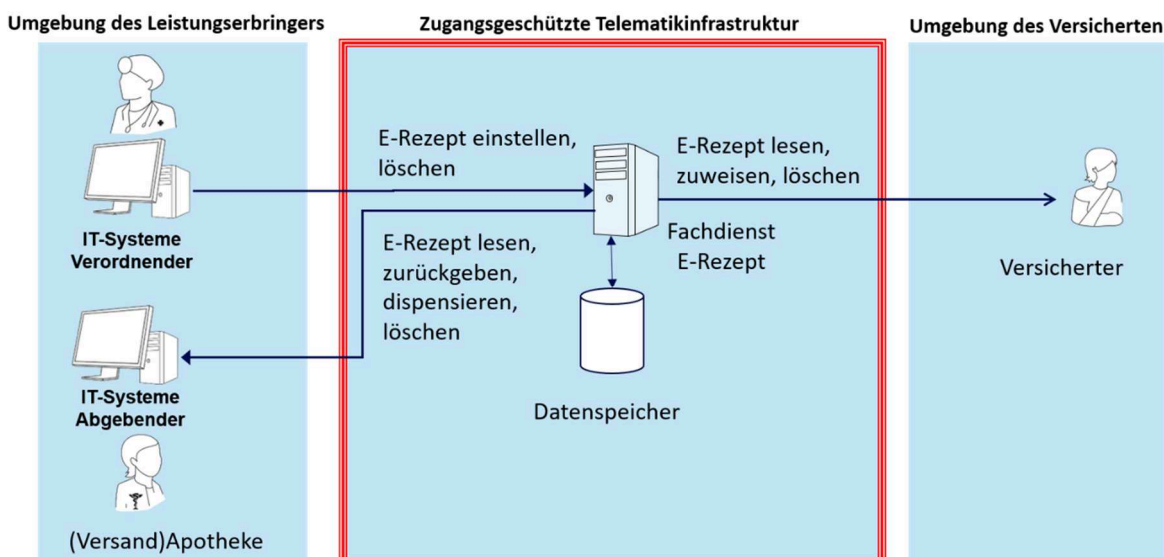 Umgebung des Leistungserbringers
Zugangsgeschützte Telematikinfrastruktur
Umgebung des Versicherten
E-Rezept einstellen,
löschen
E-Rezept lesen,
zuweisen, löschen
IT-Systeme
Verordnender
E-Rezept lesen,
zurückgeben,
dispensieren,
löschen
Fachdienst
E-Rezept
Versicherter
IT-Systeme
Abgebender
Datenspeicher
(Versand)Apotheke